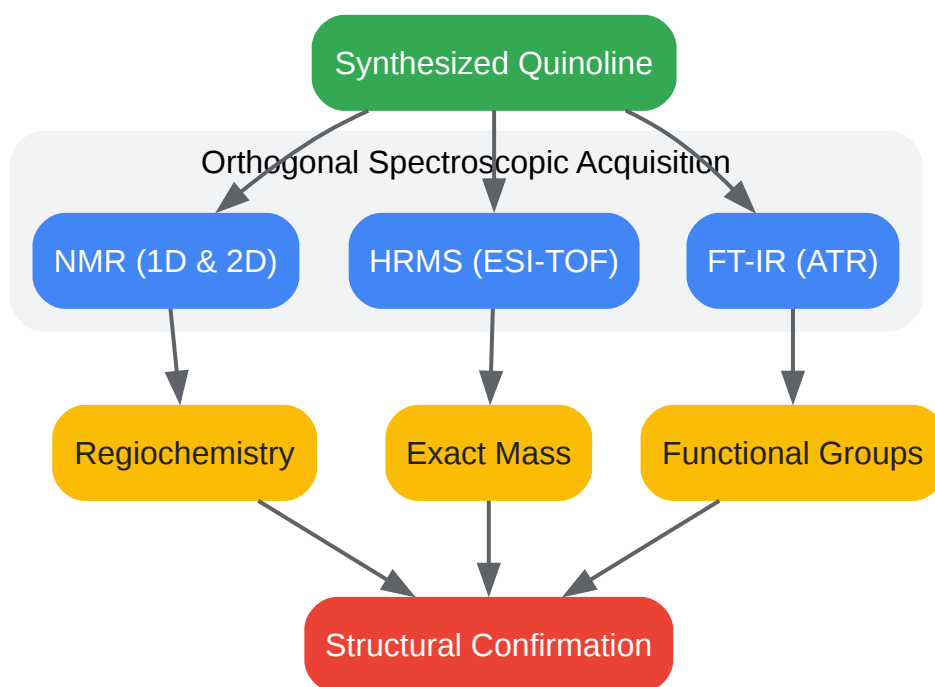 Synthesized Quinoline
Orthogonal Spectroscopic Acquisition
NMR (1D & 2D)
HRMS (ESI-TOF)
FT-IR (ATR)
Regiochemistry
Exact Mass
Functional Groups
Structural Confirmation